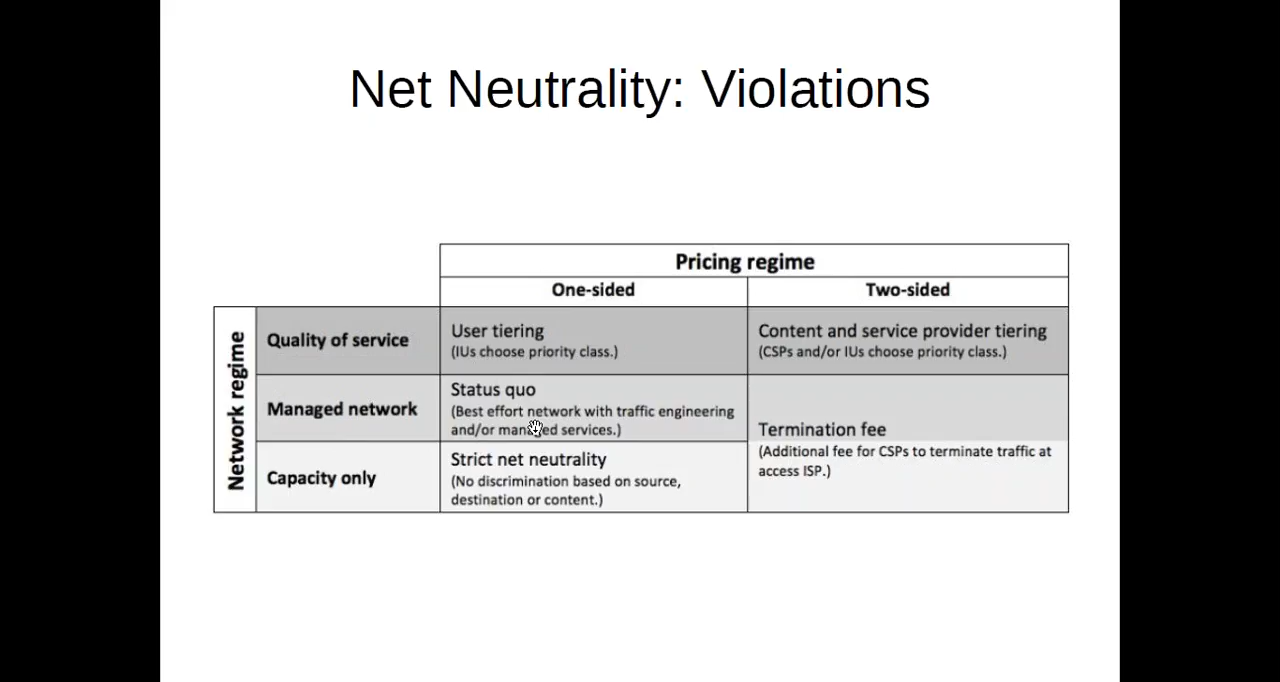 Net Neutrality: Violations
Pricing regime
One-sided
Two-sided
Network regime
Quality of service
User tiering
(IUs choose priority class.)
Content and service provider tiering
(CSPs and/or IUs choose priority class.)
Managed network
Status quo
(Best effort network with traffic engineering
and/or managed services.)
Termination fee
(Additional fee for CSPs to terminate traffic at
access ISP.)
Capacity only
Strict net neutrality
(No discrimination based on source,
destination or content.)